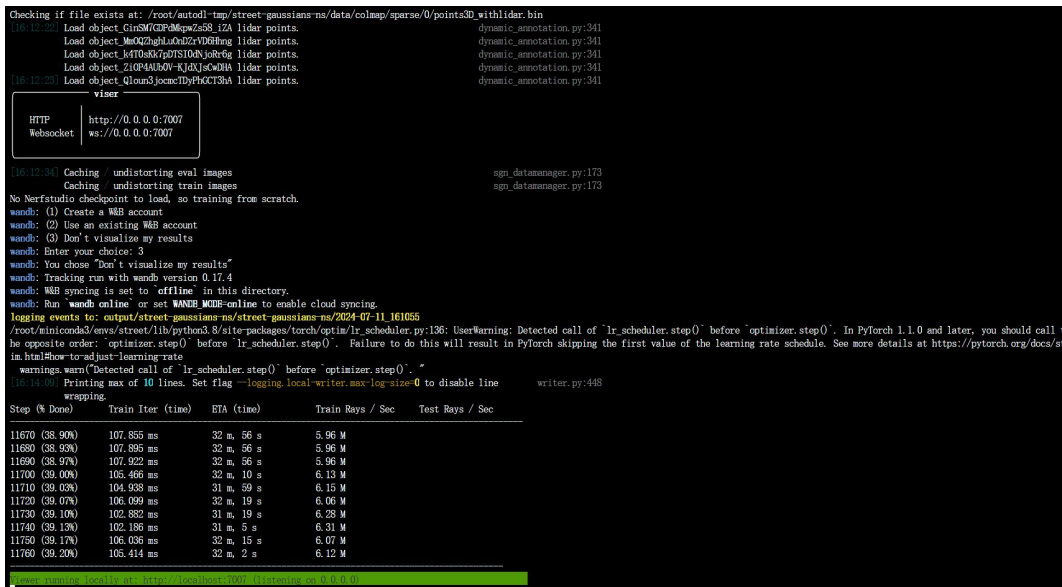 Checking if file exists at: /root/autodl-tmp/street-gaussians-ns/data/colmap/sparse/0/points3D_withlidar.bin
[16:12:22] Load object_GinSM7GDPdMkpwZs58_iZA lidar points. dynamic_annotation.py:341
Load object_MmOQZhghLuOnDZrVD6Hhng lidar points. dynamic_annotation.py:341
Load object_k4T0sKk7pDTSI0dNjoRr6g lidar points. dynamic_annotation.py:341
Load object_ZiOP4AUb0V-KJdXJsCwDHA lidar points. dynamic_annotation.py:341
[16:12:23] Load object_Qloun3jocmcTDyPhGCT3hA lidar points. dynamic_annotation.py:341
viser
HTTP http://0.0.0.0:7007
Websocket ws://0.0.0.0:7007
[16:12:34] Caching / undistorting eval images sgn_datamanager.py:173
Caching / undistorting train images sgn_datamanager.py:173
No Nerfstudio checkpoint to load, so training from scratch.
wandb: (1) Create a W&B account
wandb: (2) Use an existing W&B account
wandb: (3) Don't visualize my results
wandb: Enter your choice: 3
wandb: You chose "Don't visualize my results"
wandb: Tracking run with wandb version 0.17.4
wandb: W&B syncing is set to `offline` in this directory.
wandb: Run `wandb online` or set WANDB_MODE=online to enable cloud syncing.
logging events to: output/street-gaussians-ns/street-gaussians-ns/2024-07-11_161055
/root/miniconda3/envs/street/lib/python3.8/site-packages/torch/optim/lr_scheduler.py:136: UserWarning: Detected call of `lr_scheduler.step()` before `optimizer.step()`. In PyTorch 1.1.0 and later, you should call t
he opposite order: `optimizer.step()` before `lr_scheduler.step()`. Failure to do this will result in PyTorch skipping the first value of the learning rate schedule. See more details at https://pytorch.org/docs/s
im.html#how-to-adjust-learning-rate
warnings.warn("Detected call of `lr_scheduler.step()` before `optimizer.step()`. "
[16:14:09] Printing max of 10 lines. Set flag --logging.local-writer.max-log-size=0 to disable line writer.py:448
wrapping.
Step (% Done) Train Iter (time) ETA (time) Train Rays / Sec Test Rays / Sec
11670 (38.90%) 107.855 ms 32 m, 56 s 5.96 M
11680 (38.93%) 107.895 ms 32 m, 56 s 5.96 M
11690 (38.97%) 107.922 ms 32 m, 56 s 5.96 M
11700 (39.00%) 105.466 ms 32 m, 10 s 6.13 M
11710 (39.03%) 104.938 ms 31 m, 59 s 6.15 M
11720 (39.07%) 106.099 ms 32 m, 19 s 6.06 M
11730 (39.10%) 102.882 ms 31 m, 19 s 6.28 M
11740 (39.13%) 102.186 ms 31 m, 5 s 6.31 M
11750 (39.17%) 106.036 ms 32 m, 15 s 6.07 M
11760 (39.20%) 105.414 ms 32 m, 2 s 6.12 M
Viewer running locally at: http://localhost:7007 (listening on 0.0.0.0)